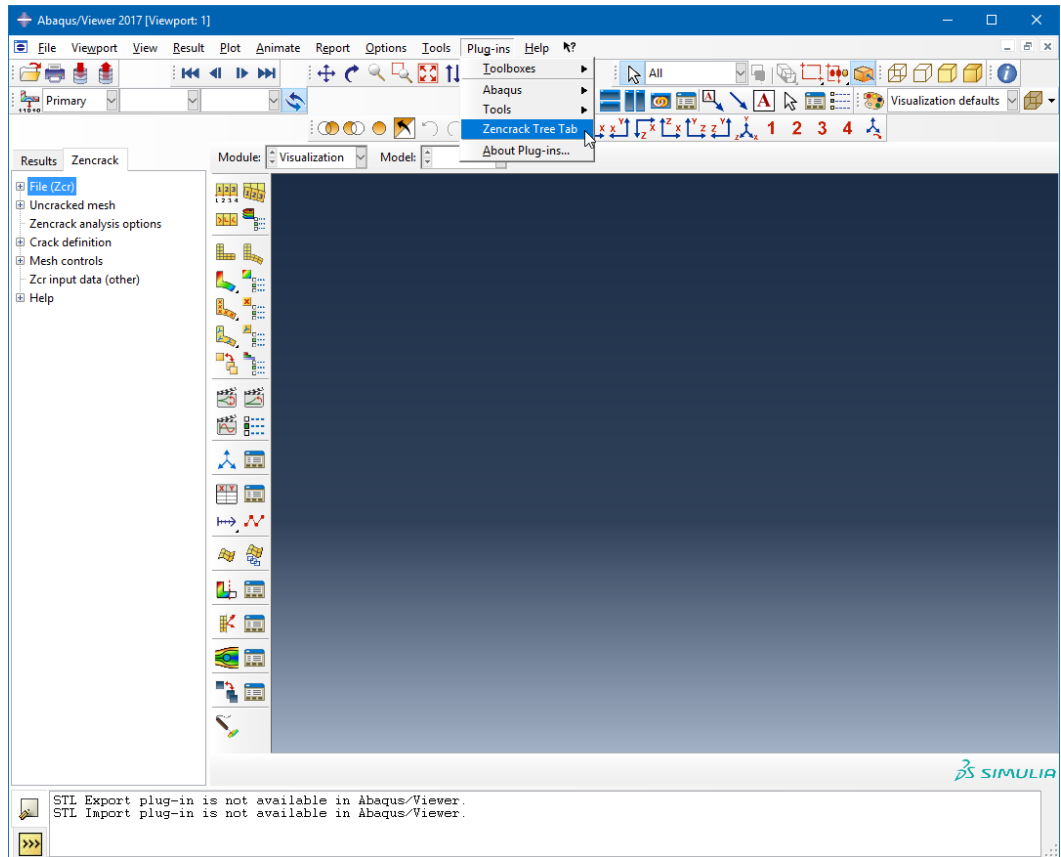 Abaqus/Viewer 2017 [Viewport: 1]
File Viewport View Result Plot Animate Report Options Tools Plug-ins Help
Toolboxes
Abaqus
Tools
Zencrack Tree Tab
About Plug-ins...
All
Primary
Visualization defaults
1 2 3 4
Results Zencrack
Module: Visualization Model:
File (Zcr)
Uncracked mesh
Zencrack analysis options
Crack definition
Mesh controls
Zcr input data (other)
Help
SIMULIA
STL Export plug-in is not available in Abaqus/Viewer.
STL Import plug-in is not available in Abaqus/Viewer.
>>>